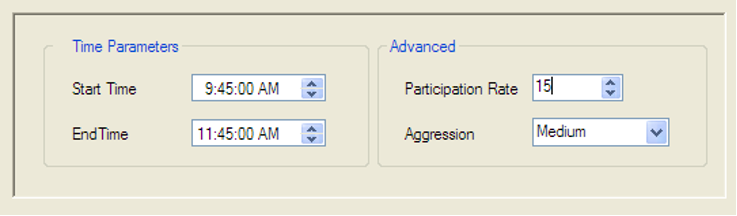 Time Parameters
Start Time 9:45:00 AM
EndTime 11:45:00 AM
Advanced
Participation Rate 15
Aggression Medium